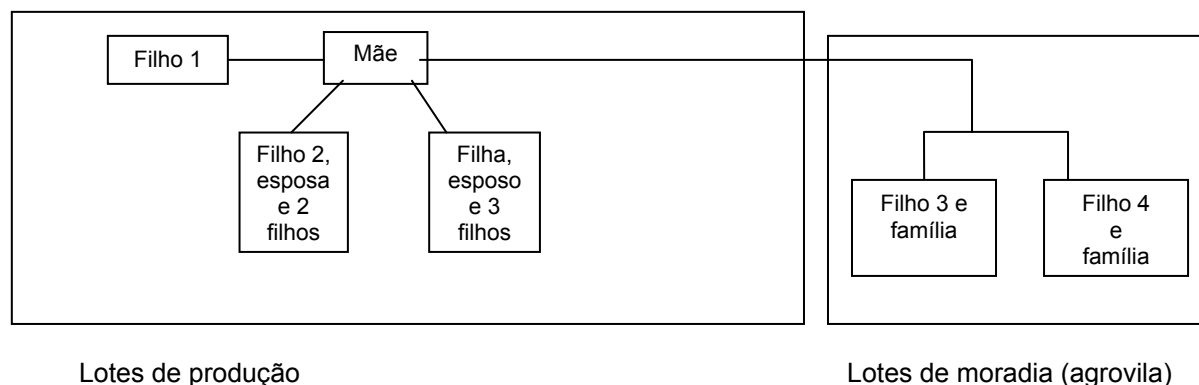 Filho 1
Mãe
Filho 2,
esposa
e 2
filhos
Filha,
esposo
e 3
filhos
Filho 3 e
família
Filho 4
e
família
Lotes de produção
Lotes de moradia (agrovila)